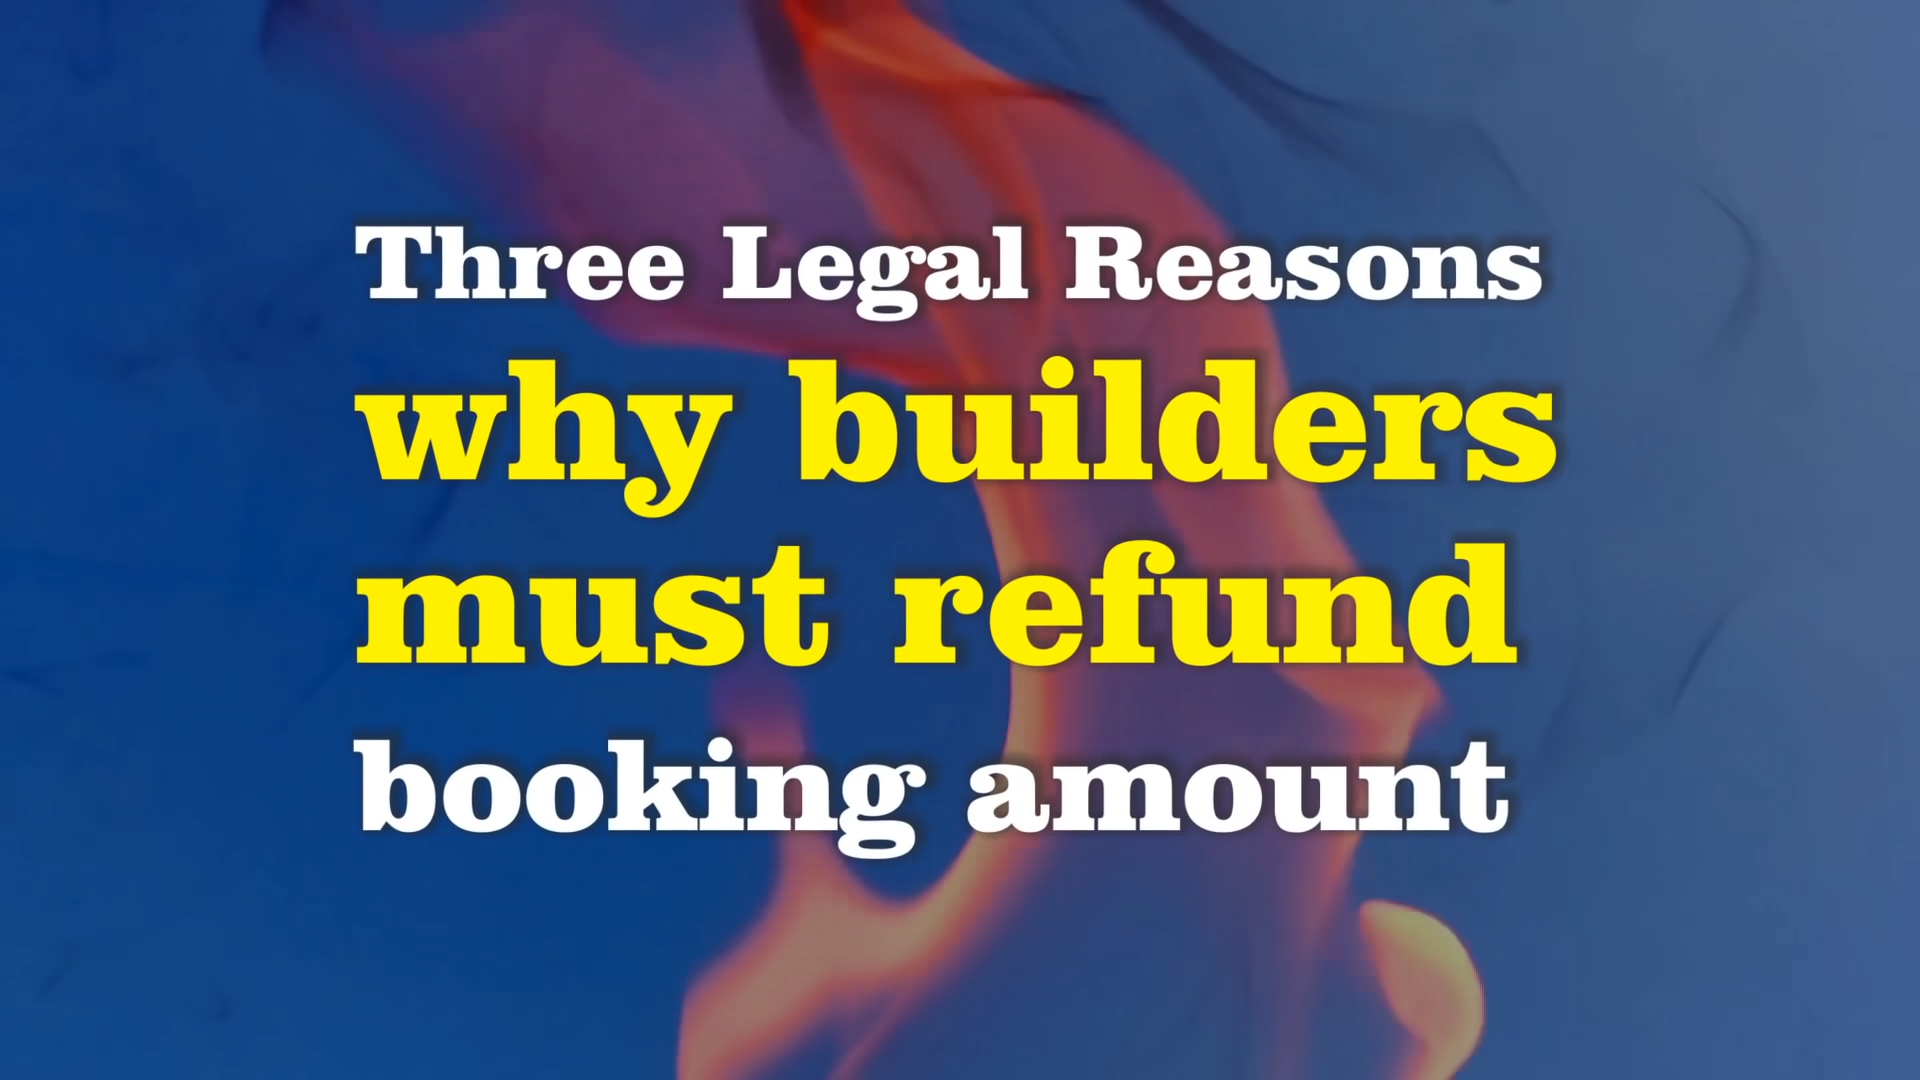 Three Legal Reasons
why builders
must refund
booking amount